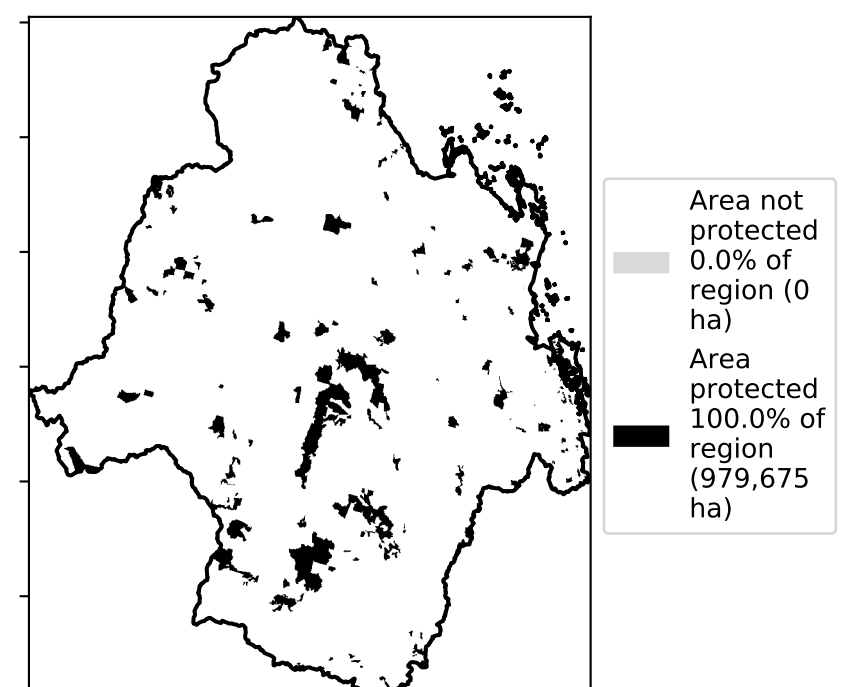 Area not
protected
0.0% of
region (0
ha)
Area
protected
100.0% of
region
(979,675
ha)